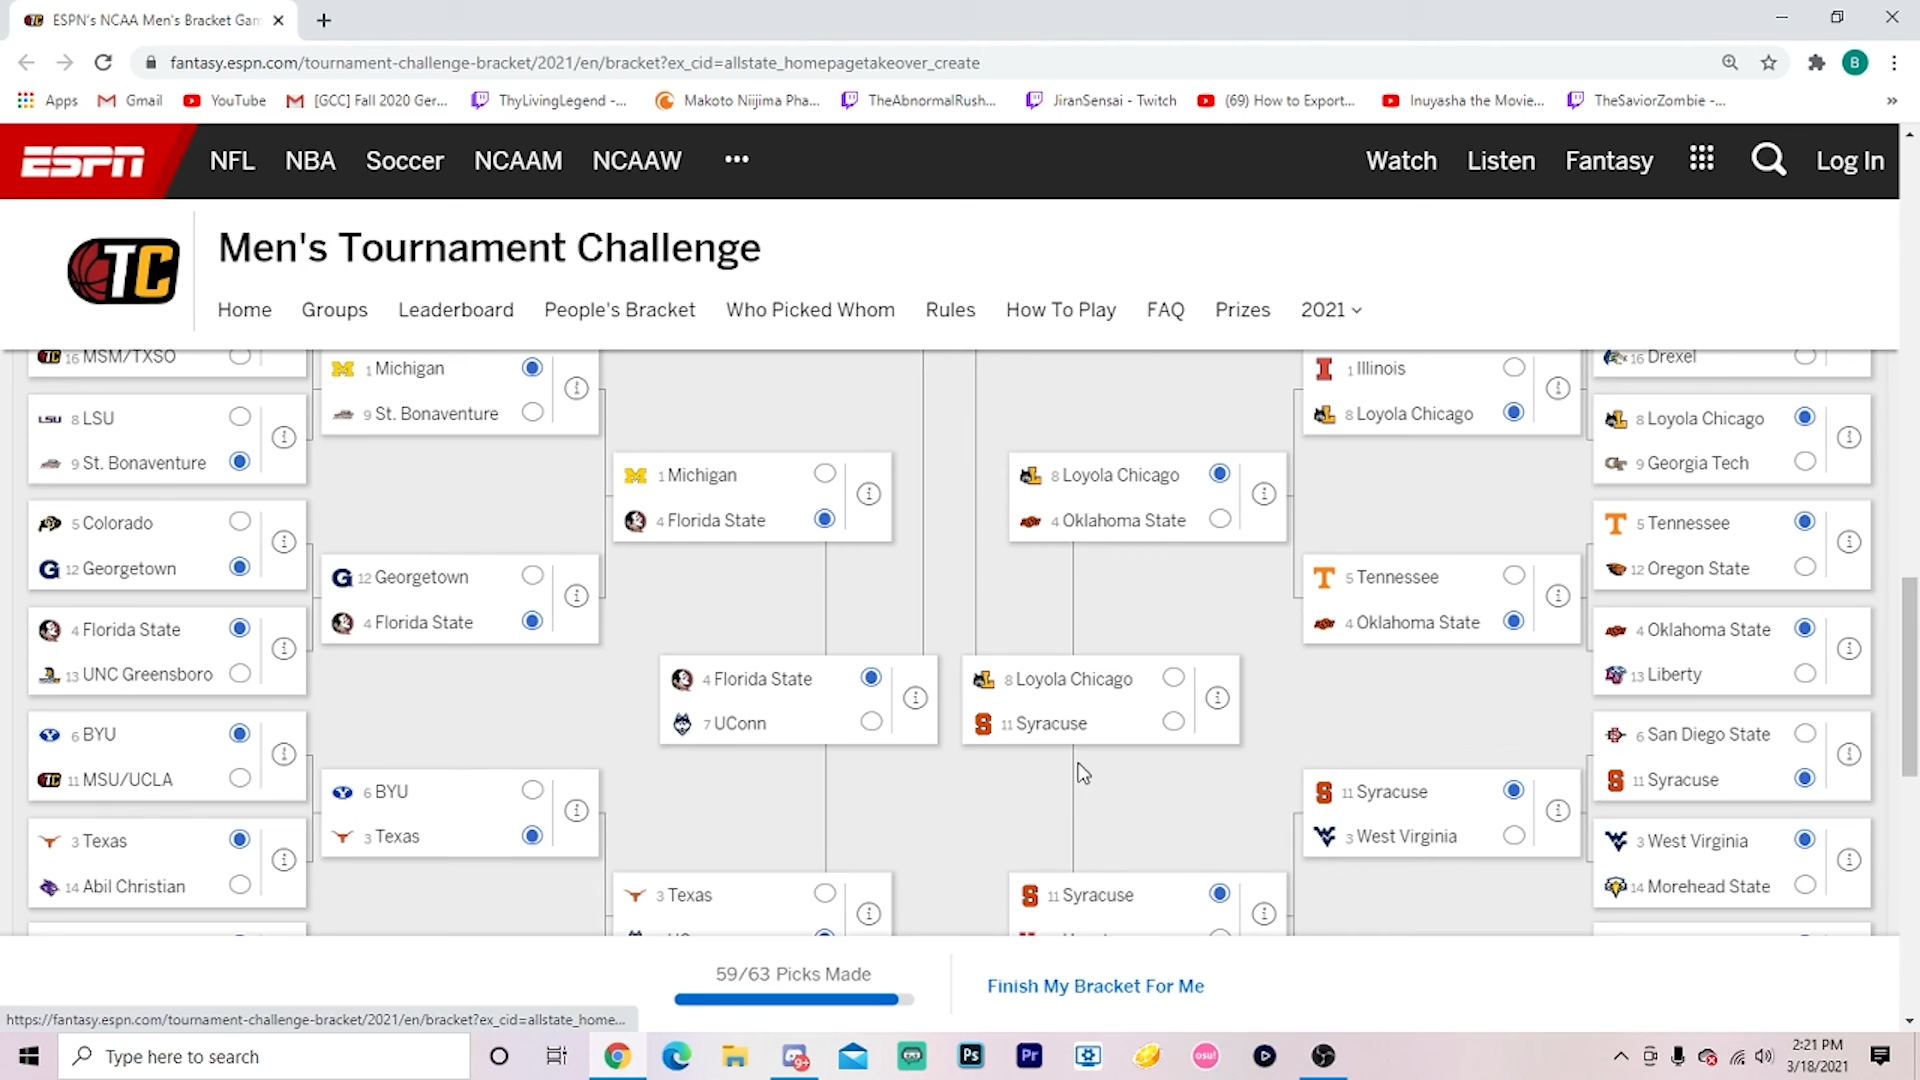 ESPN's NCAA Men's Bracket Gam
fantasy.espn.com/tournament-challenge-bracket/2021/en/bracket?ex_cid=allstate_homepagetakeover_create
B
Apps Gmail YouTube [GCC] Fall 2020 Ger... ThyLivingLegend -... Makoto Niijima Pha... TheAbnormalRush... JiranSensai - Twitch (69) How to Export... Inuyasha the Movie... TheSaviorZombie -... »
ESPN NFL NBA Soccer NCAAM NCAAW ••• Watch Listen Fantasy Log In
TC Men's Tournament Challenge
Home Groups Leaderboard People's Bracket Who Picked Whom Rules How To Play FAQ Prizes 2021
16 MSM/TXSO
8 LSU
9 St. Bonaventure
5 Colorado
12 Georgetown
4 Florida State
13 UNC Greensboro
6 BYU
11 MSU/UCLA
3 Texas
14 Abil Christian
1 Michigan
9 St. Bonaventure
12 Georgetown
4 Florida State
6 BYU
3 Texas
1 Michigan
4 Florida State
3 Texas
4 Florida State
7 UConn
8 Loyola Chicago
11 Syracuse
8 Loyola Chicago
4 Oklahoma State
11 Syracuse
1 Illinois
8 Loyola Chicago
5 Tennessee
4 Oklahoma State
11 Syracuse
3 West Virginia
16 Drexel
8 Loyola Chicago
9 Georgia Tech
5 Tennessee
12 Oregon State
4 Oklahoma State
13 Liberty
6 San Diego State
11 Syracuse
3 West Virginia
14 Morehead State
59/63 Picks Made
Finish My Bracket For Me
https://fantasy.espn.com/tournament-challenge-bracket/2021/en/bracket?ex_cid=allstate_home...
Type here to search
9+
Ps
Pr
osu!
2:21 PM
3/18/2021